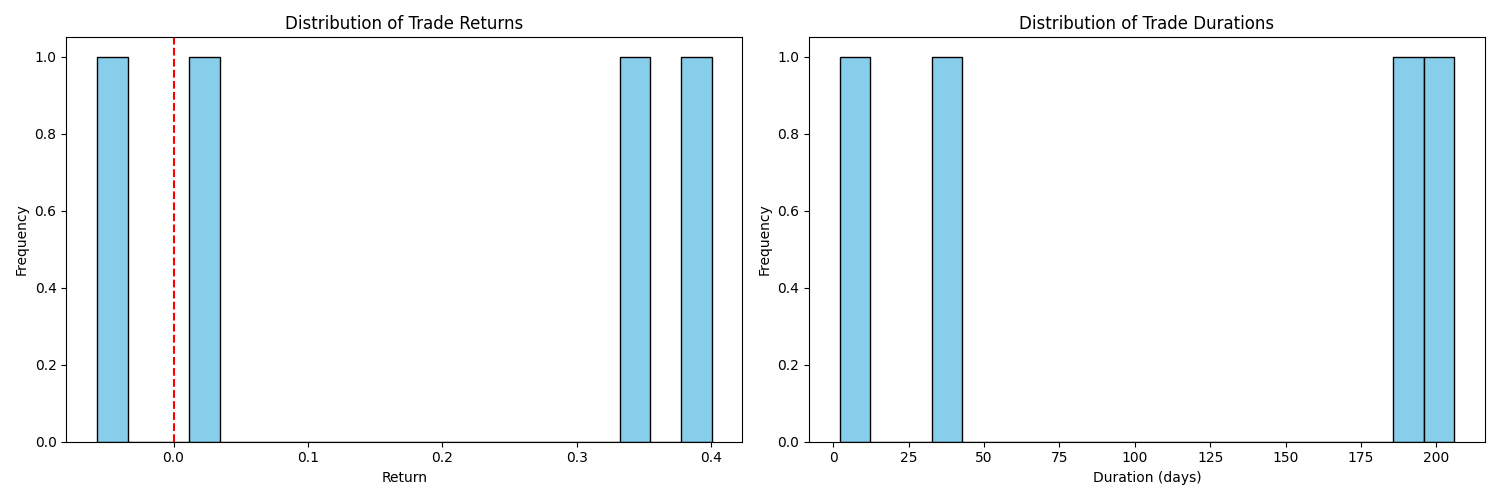 Distribution of Trade Returns
1.0
0.8
0.6
0.4
0.2
0.0
Frequency
0.0 0.1 0.2 0.3 0.4
Return
Distribution of Trade Durations
1.0
0.8
0.6
0.4
0.2
0.0
Frequency
0 25 50 75 100 125 150 175 200
Duration (days)